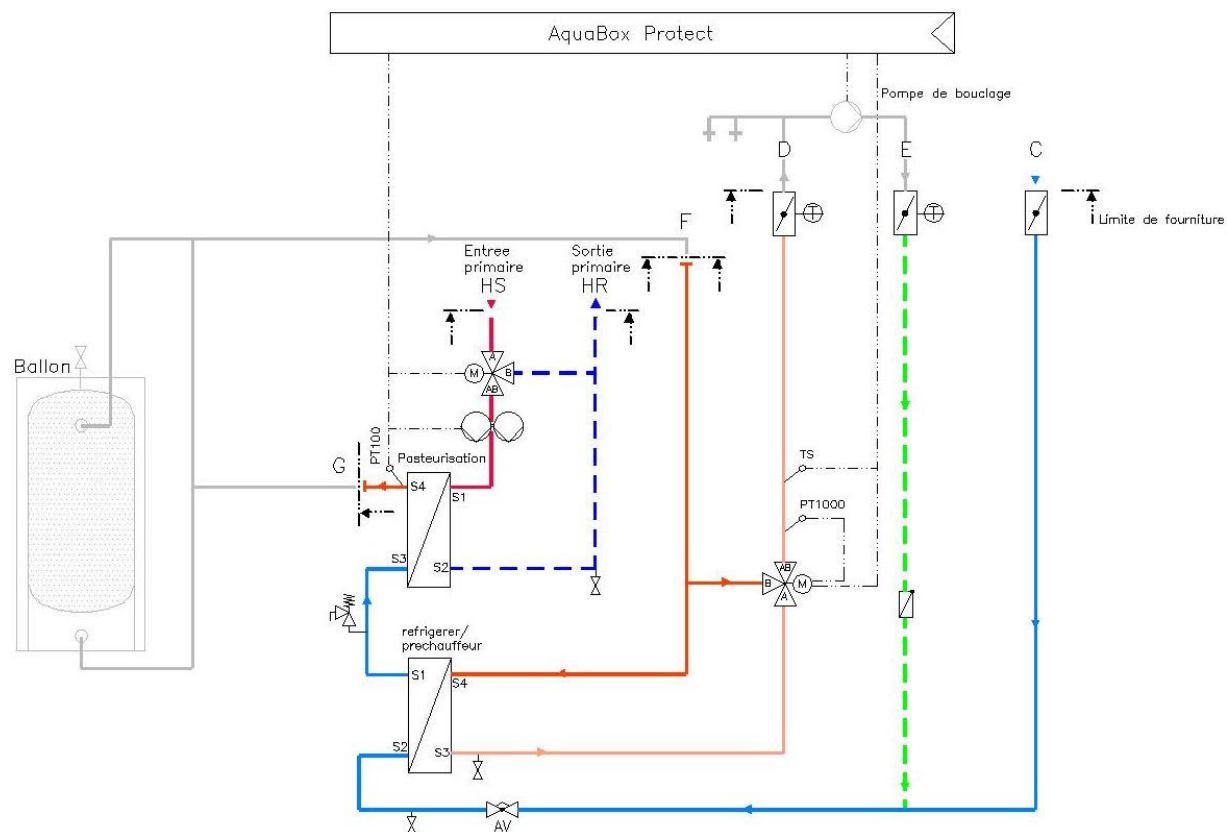 AquaBox Protect
Pompe de bouclage
D
E
C
Limite de fourniture
T
T
F
Entree
primaire
HS
Sortie
primaire
HR
Ballon
A
M
B
AB
PT100
Pasteurisation
G
S4
S1
S3
S2
TS
PT1000
AB
B
M
A
refrigerer/
prechauffeur
S1
S4
S2
S3
AV